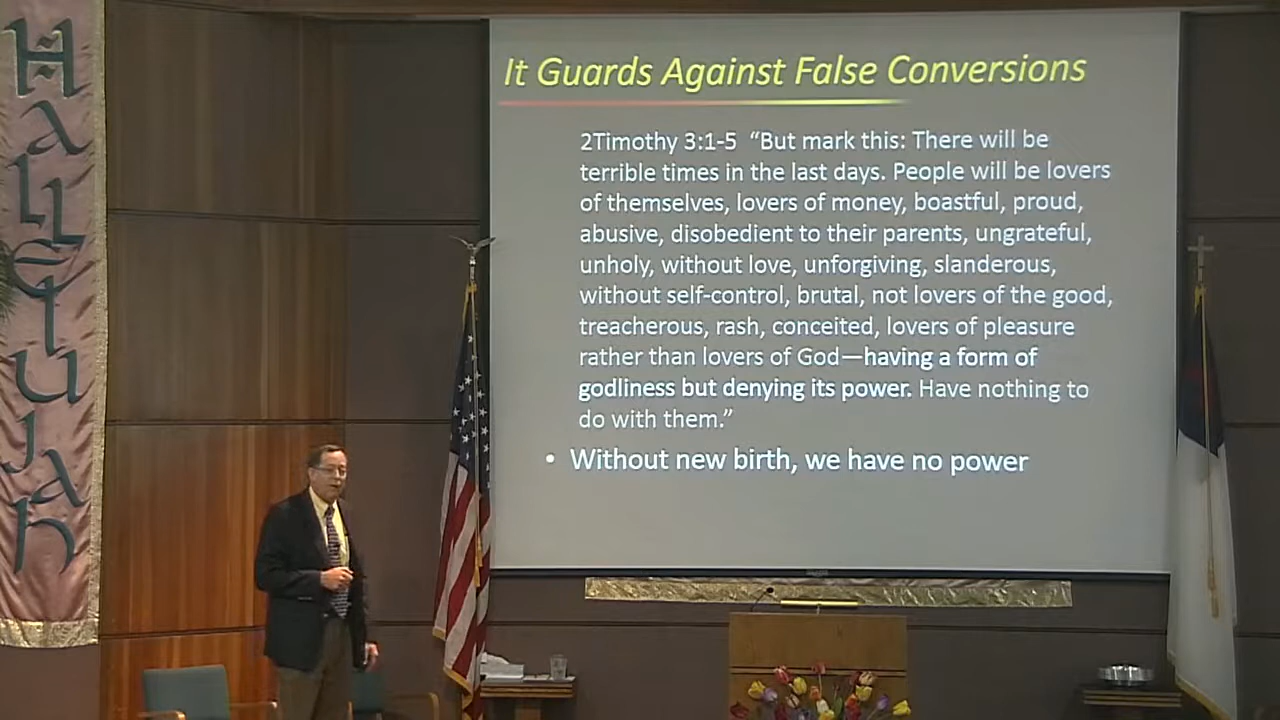 Hallelujah
It Guards Against False Conversions
2Timothy 3:1-5 “But mark this: There will be
terrible times in the last days. People will be lovers
of themselves, lovers of money, boastful, proud,
abusive, disobedient to their parents, ungrateful,
unholy, without love, unforgiving, slanderous,
without self-control, brutal, not lovers of the good,
treacherous, rash, conceited, lovers of pleasure
rather than lovers of God—having a form of
godliness but denying its power. Have nothing to
do with them.”
• Without new birth, we have no power